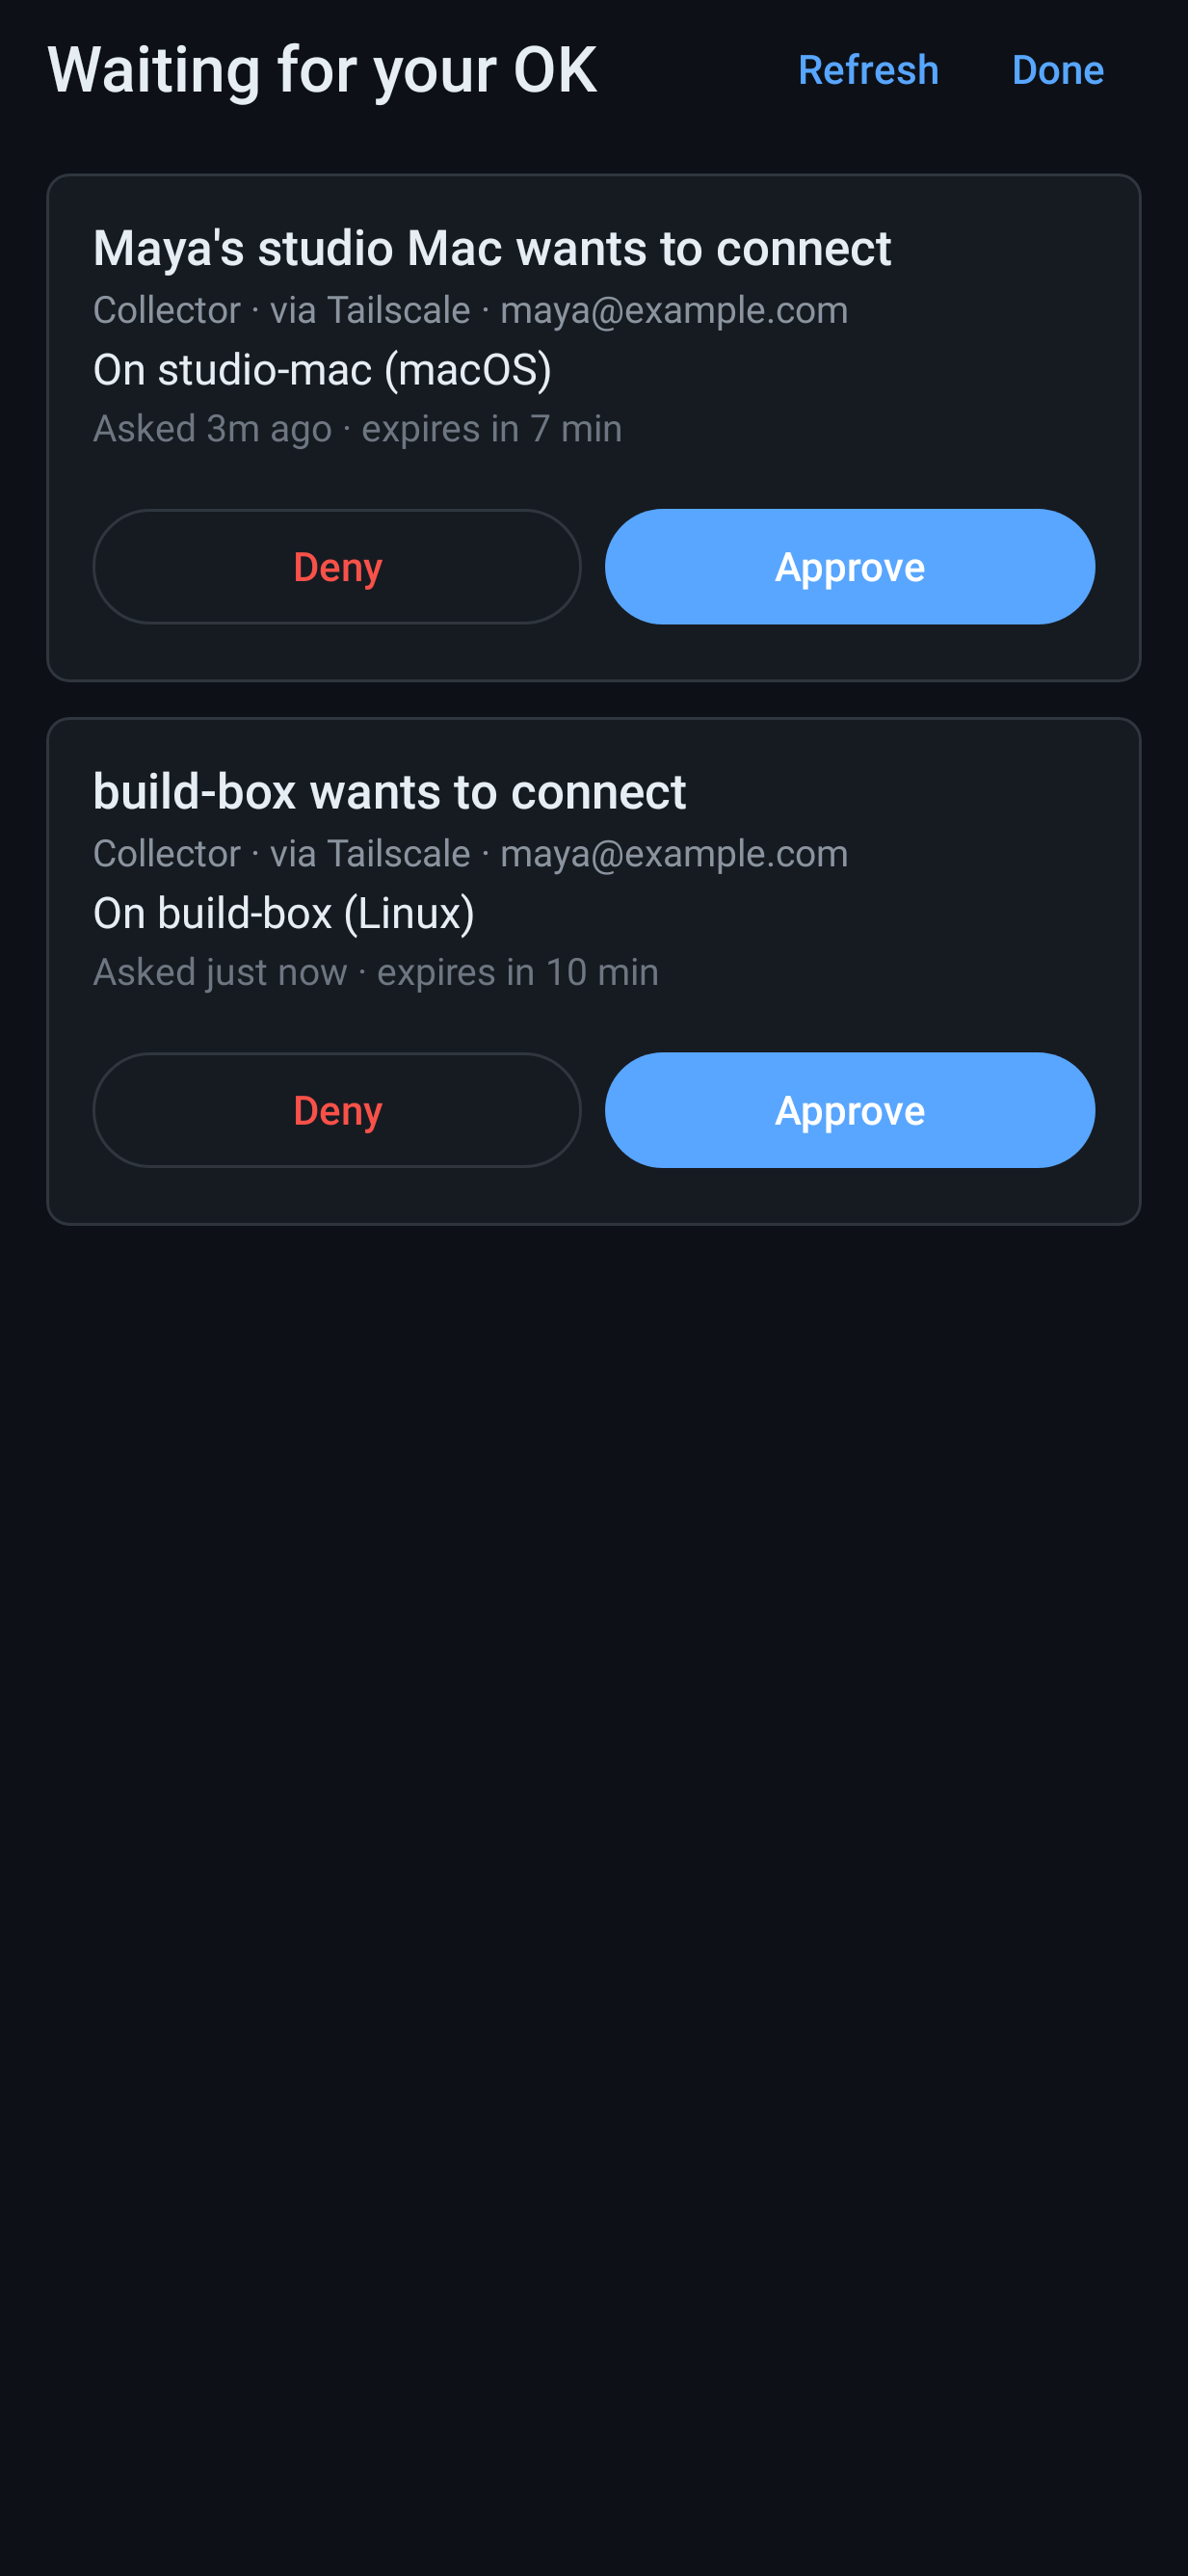 Waiting for your OK
Refresh
Done
Maya's studio Mac wants to connect
Collector · via Tailscale · maya@example.com
On studio-mac (macOS)
Asked 3m ago · expires in 7 min
Deny
Approve
build-box wants to connect
Collector · via Tailscale · maya@example.com
On build-box (Linux)
Asked just now · expires in 10 min
Deny
Approve